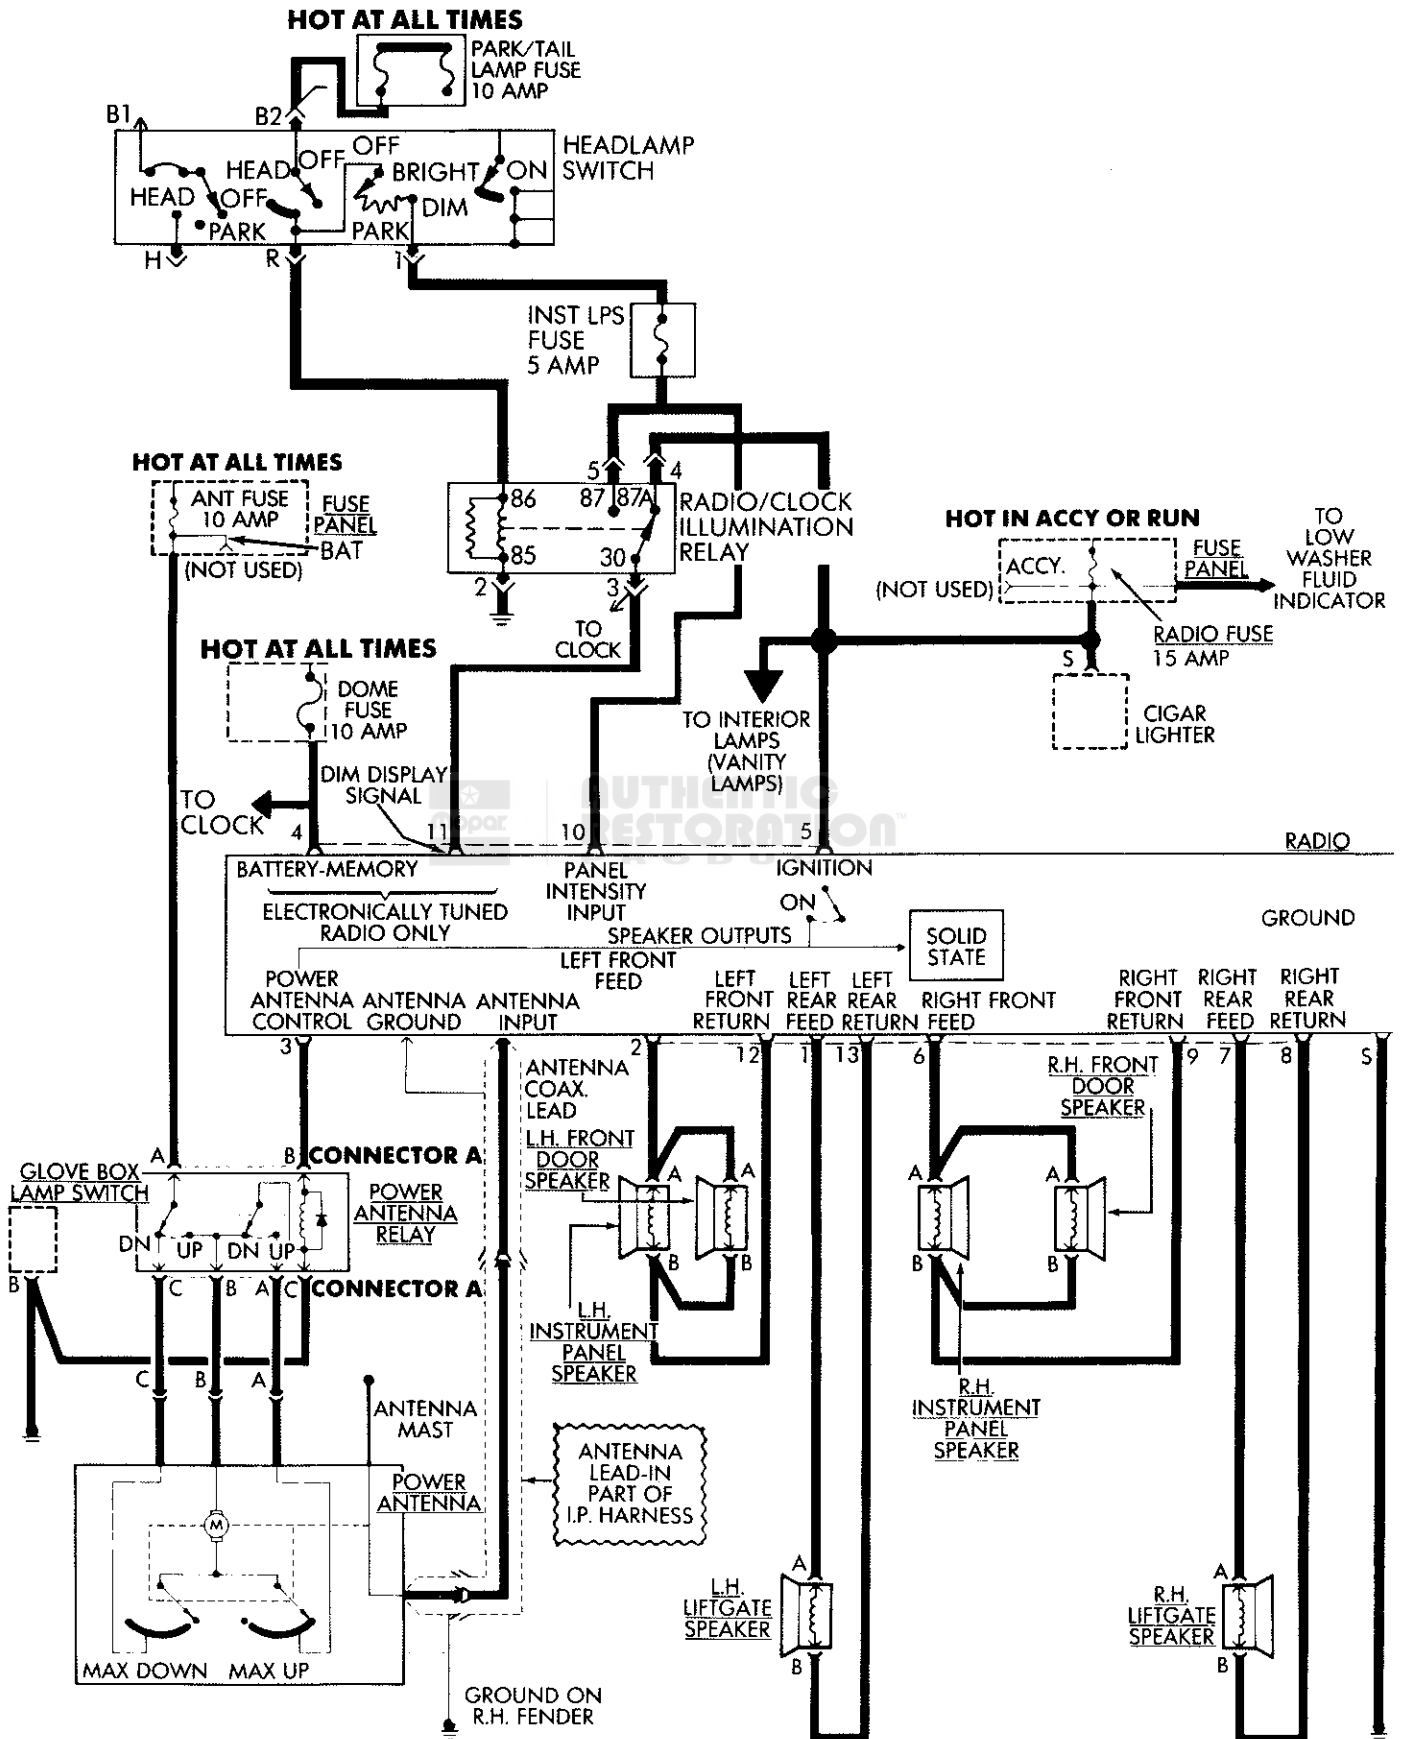 HOT AT ALL TIMES
PARK/TAIL
LAMP FUSE
10 AMP
B1
B2
HEADLAMP
SWITCH
OFF
OFF
HEAD
BRIGHT
ON
HEAD
OFF
DIM
PARK
PARK
H
R
1
INST LPS
FUSE
5 AMP
HOT AT ALL TIMES
5
4
ANT FUSE
10 AMP
FUSE
PANEL
BAT
(NOT USED)
86
87
87A
85
30
RADIO/CLOCK
ILLUMINATION
RELAY
2
3
TO
CLOCK
HOT IN ACCY OR RUN
TO
LOW
WASHER
FLUID
INDICATOR
ACCY.
FUSE
PANEL
(NOT USED)
RADIO FUSE
15 AMP
S
CIGAR
LIGHTER
HOT AT ALL TIMES
DOME
FUSE
10 AMP
TO INTERIOR
LAMPS
(VANITY
LAMPS)
DIM DISPLAY
SIGNAL
TO
CLOCK
Mopar
AUTHENTIC
RESTORATION™
4
11
10
5
RADIO
BATTERY-MEMORY
PANEL
INTENSITY
INPUT
IGNITION
ON
ELECTRONICALLY TUNED
RADIO ONLY
SPEAKER OUTPUTS
SOLID
STATE
GROUND
POWER
ANTENNA
CONTROL
ANTENNA
GROUND
ANTENNA
INPUT
LEFT FRONT
FEED
LEFT
FRONT
RETURN
LEFT
REAR
FEED
LEFT
REAR
RETURN
RIGHT FRONT
FEED
RIGHT
FRONT
RETURN
RIGHT
REAR
FEED
RIGHT
REAR
RETURN
3
2
12
1
13
6
9
7
8
S
ANTENNA
COAX.
LEAD
L.H. FRONT
DOOR
SPEAKER
R.H. FRONT
DOOR
SPEAKER
A
B
CONNECTOR A
GLOVE BOX
LAMP SWITCH
POWER
ANTENNA
RELAY
DN
UP
DN
UP
A
A
A
A
B
B
B
B
B
C
B
A
C
CONNECTOR A
L.H.
INSTRUMENT
PANEL
SPEAKER
R.H.
INSTRUMENT
PANEL
SPEAKER
C
B
A
ANTENNA
MAST
POWER
ANTENNA
ANTENNA
LEAD-IN
PART OF
I.P. HARNESS
M
MAX DOWN
MAX UP
GROUND ON
R.H. FENDER
A
L.H.
LIFTGATE
SPEAKER
B
A
R.H.
LIFTGATE
SPEAKER
B